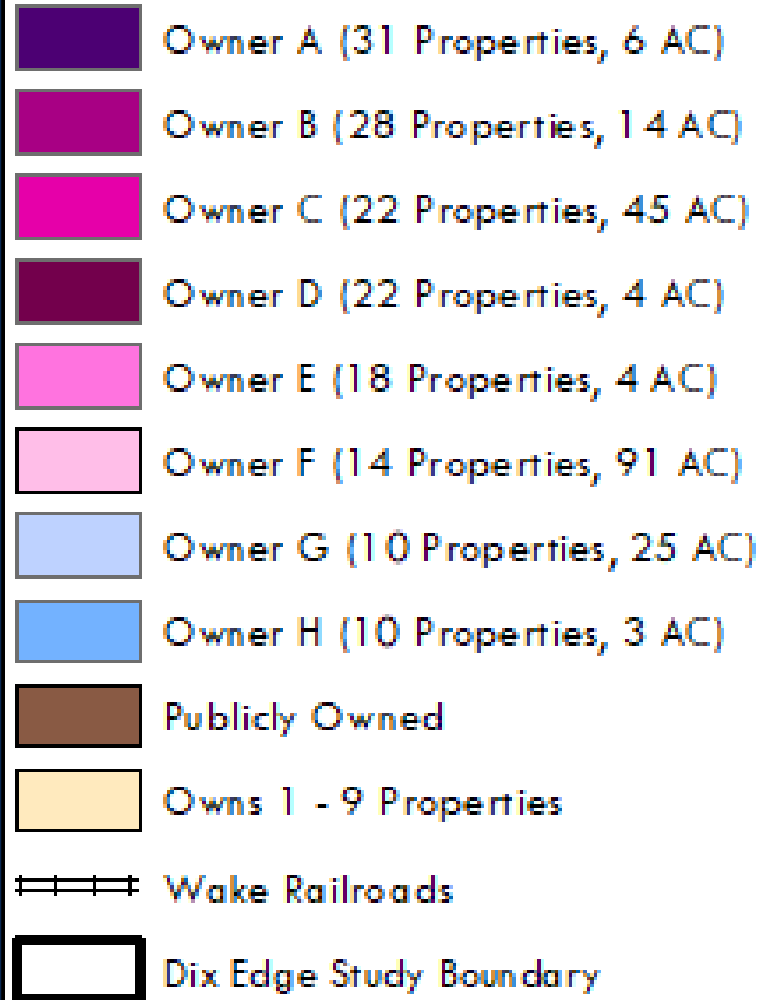 Owner A (31 Properties, 6 AC)
Owner B (28 Properties, 14 AC)
Owner C (22 Properties, 45 AC)
Owner D (22 Properties, 4 AC)
Owner E (18 Properties, 4 AC)
Owner F (14 Properties, 91 AC)
Owner G (10 Properties, 25 AC)
Owner H (10 Properties, 3 AC)
Publicly Owned
Owns 1 - 9 Properties
Wake Railroads
Dix Edge Study Boundary